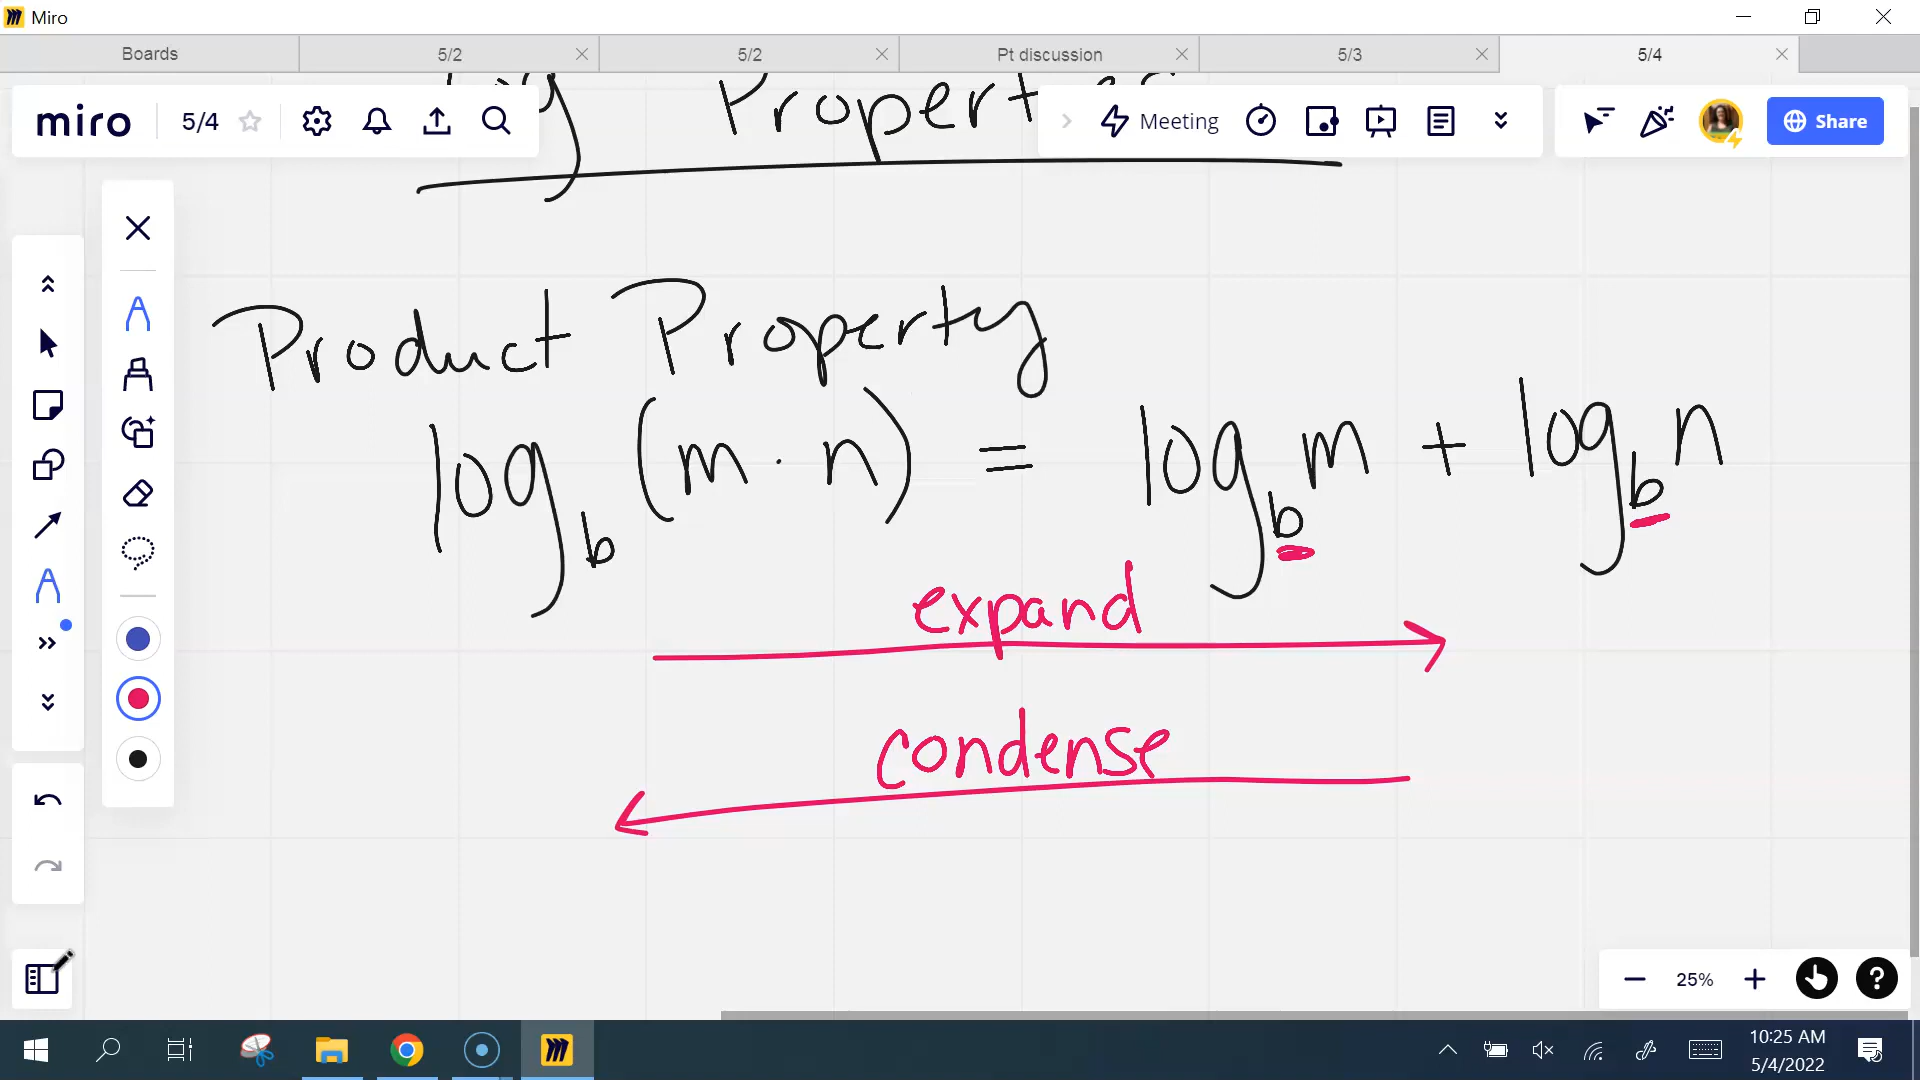 Miro
Boards 5/2 5/2 Pt discussion 5/3 5/4
miro 5/4 Meeting Share
Product Property
log_b (m · n) = log_b m + log_b n
expand
condense
25%
10:25 AM
5/4/2022